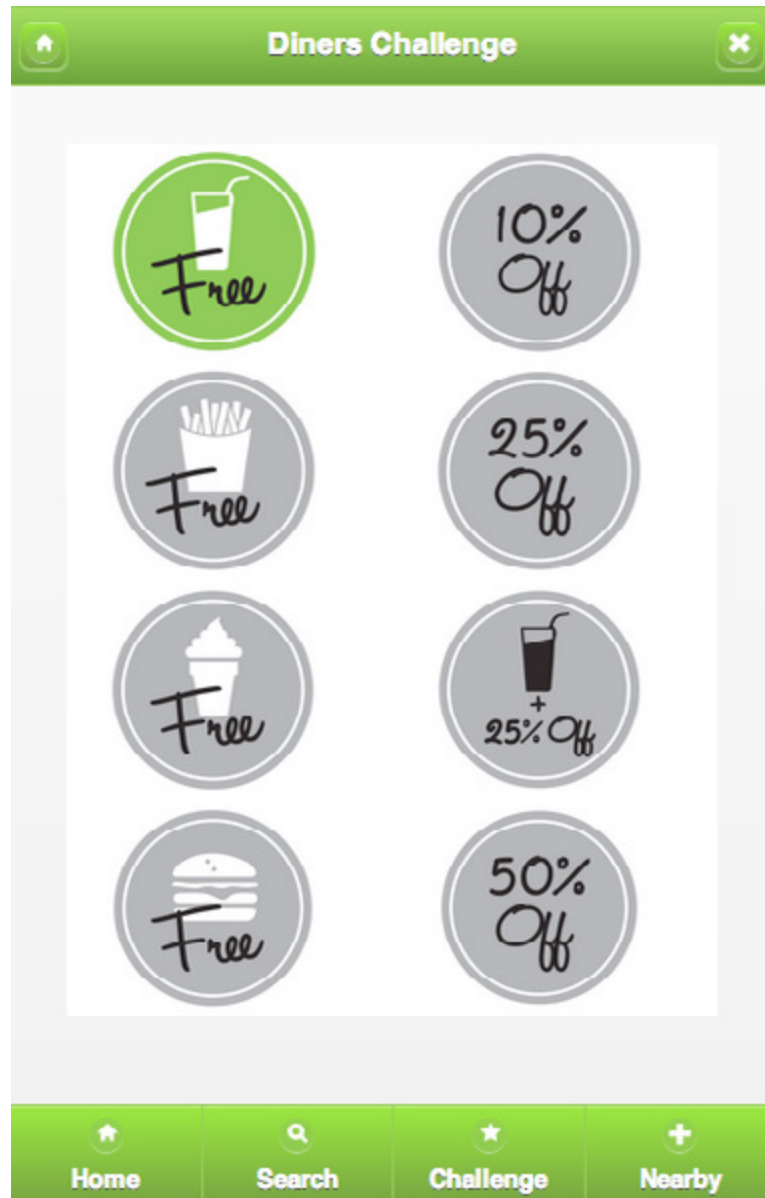 Diners Challenge
Free
10%
Off
Free
25%
Off
Free
+
25% Off
Free
50%
Off
Home
Search
Challenge
Nearby